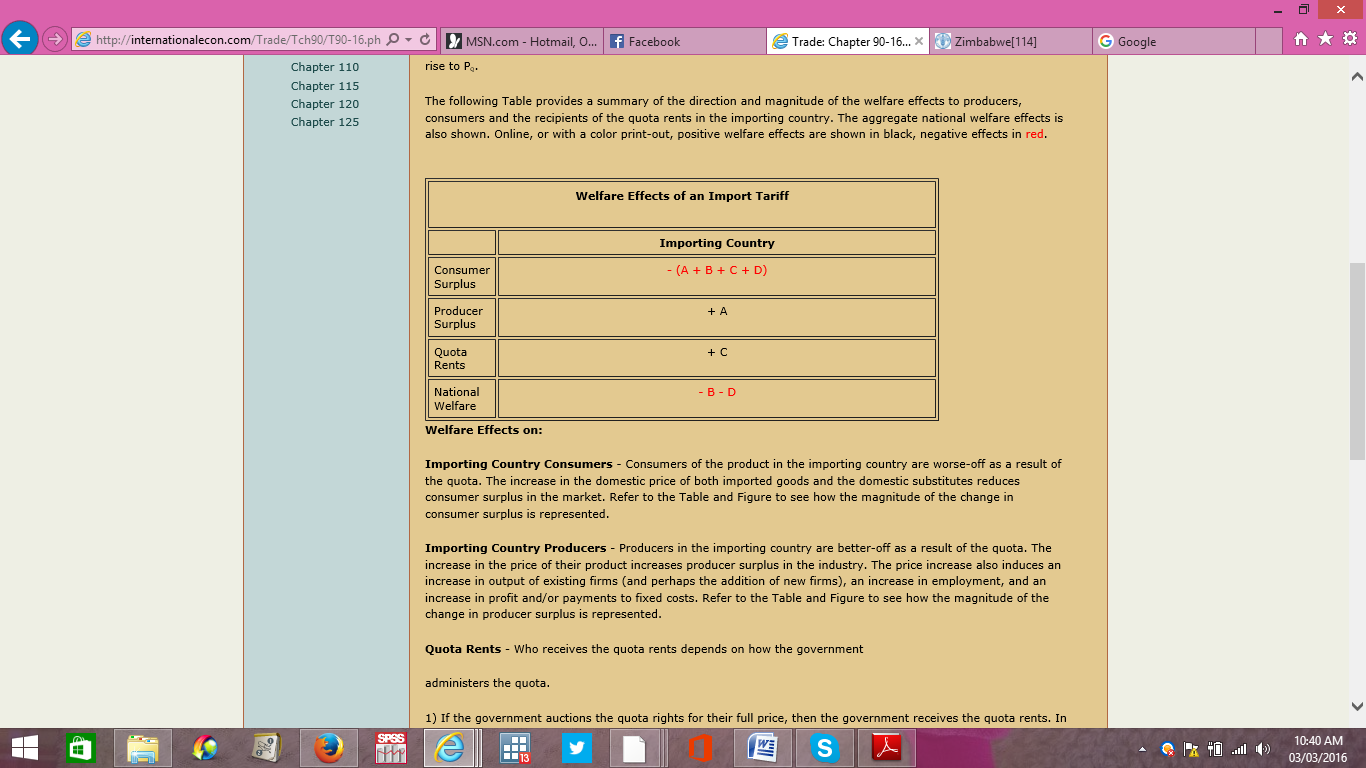 http://internationalecon.com/Trade/Tch90/T90-16.ph
MSN.com - Hotmail, O...
Facebook
Trade: Chapter 90-16...
Zimbabwe[114]
Google
Chapter 110
Chapter 115
Chapter 120
Chapter 125
rise to PQ.
The following Table provides a summary of the direction and magnitude of the welfare effects to producers,
consumers and the recipients of the quota rents in the importing country. The aggregate national welfare effects is
also shown. Online, or with a color print-out, positive welfare effects are shown in black, negative effects in red.
Welfare Effects of an Import Tariff
Importing Country
Consumer
Surplus
- (A + B + C + D)
Producer
Surplus
+ A
Quota
Rents
+ C
National
Welfare
- B - D
Welfare Effects on:
Importing Country Consumers - Consumers of the product in the importing country are worse-off as a result of
the quota. The increase in the domestic price of both imported goods and the domestic substitutes reduces
consumer surplus in the market. Refer to the Table and Figure to see how the magnitude of the change in
consumer surplus is represented.
Importing Country Producers - Producers in the importing country are better-off as a result of the quota. The
increase in the price of their product increases producer surplus in the industry. The price increase also induces an
increase in output of existing firms (and perhaps the addition of new firms), an increase in employment, and an
increase in profit and/or payments to fixed costs. Refer to the Table and Figure to see how the magnitude of the
change in producer surplus is represented.
Quota Rents - Who receives the quota rents depends on how the government
administers the quota.
1) If the government auctions the quota rights for their full price, then the government receives the quota rents. In
SPSS
13
10:40 AM
03/03/2016